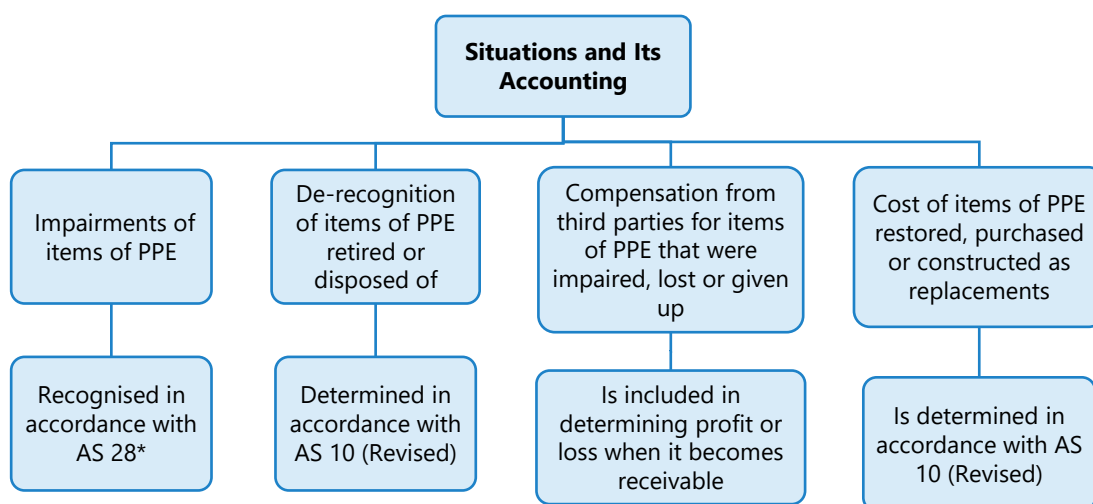 Situations and Its
Accounting
Impairments of
items of PPE
De-recognition
of items of PPE
retired or
disposed of
Compensation from
third parties for items
of PPE that were
impaired, lost or given
up
Cost of items of PPE
restored, purchased
or constructed as
replacements
Recognised in
accordance with
AS 28*
Determined in
accordance with
AS 10 (Revised)
Is included in
determining profit or
loss when it becomes
receivable
Is determined in
accordance with AS
10 (Revised)